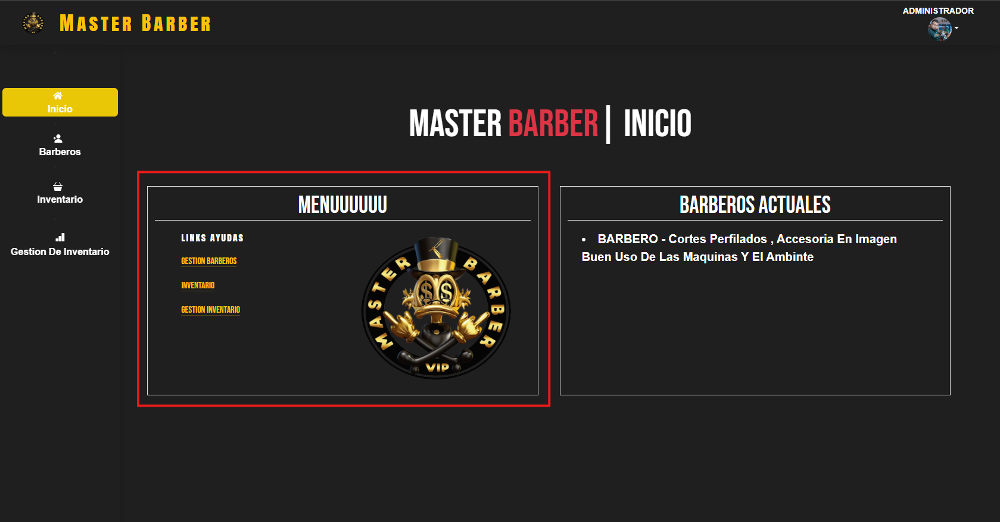 MASTER BARBER
ADMINISTRADOR
Inicio
Barberos
Inventario
Gestion De Inventario
MASTER BARBER | INICIO
MENUUUUUU
LINKS AYUDAS
GESTION BARBEROS
INVENTARIO
GESTION INVENTARIO
MASTER BARBER
VIP
BARBEROS ACTUALES
• BARBERO - Cortes Perfilados , Accesoria En Imagen
Buen Uso De Las Maquinas Y El Ambinte